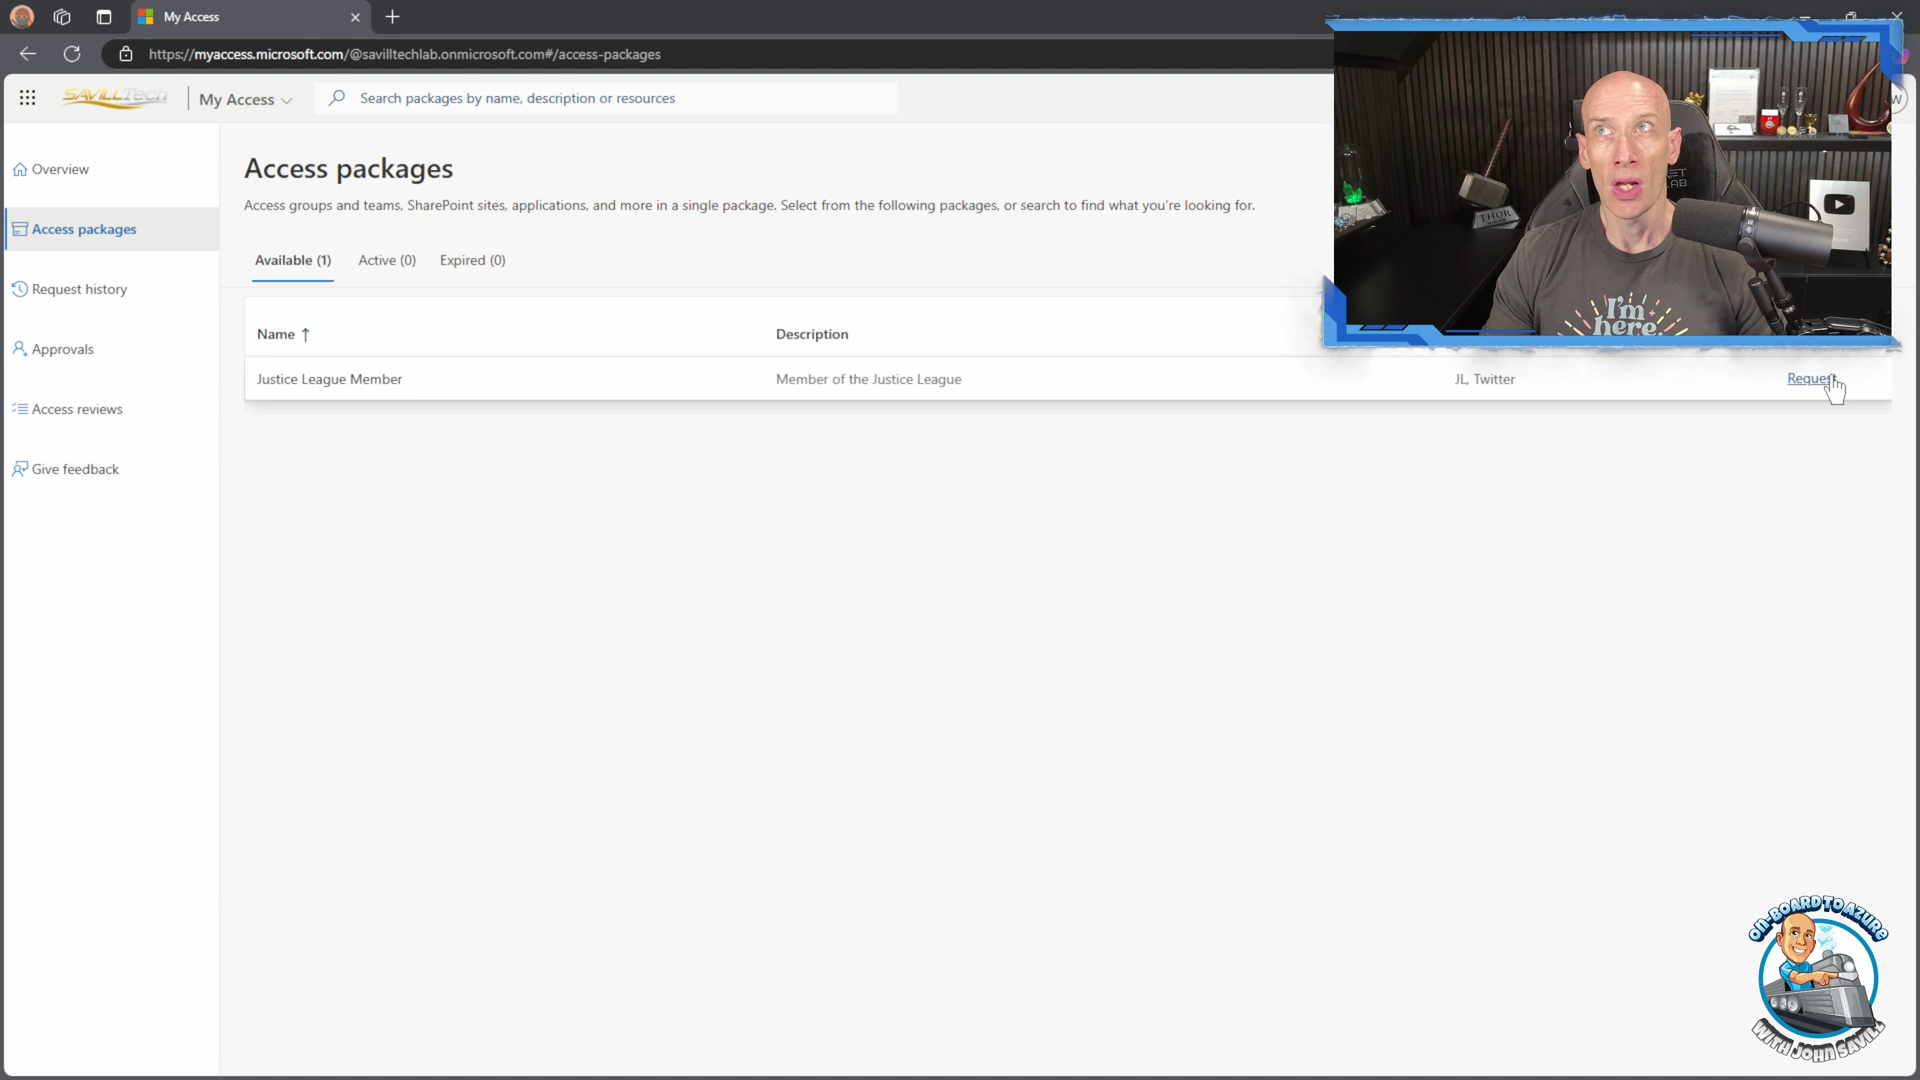 My Access
https://myaccess.microsoft.com/@savilltechlab.onmicrosoft.com#/access-packages
SAVILLTech
My Access
Search packages by name, description or resources
W
Overview
Access packages
Request history
Approvals
Access reviews
Give feedback
Access packages
Access groups and teams, SharePoint sites, applications, and more in a single package. Select from the following packages, or search to find what you're looking for.
Available (1)
Active (0)
Expired (0)
Name ↑
Description
Justice League Member
Member of the Justice League
JL, Twitter
Request
THOR
I'm
here.
ON-BOARD TO AZURE
WITH JOHN SAVILL